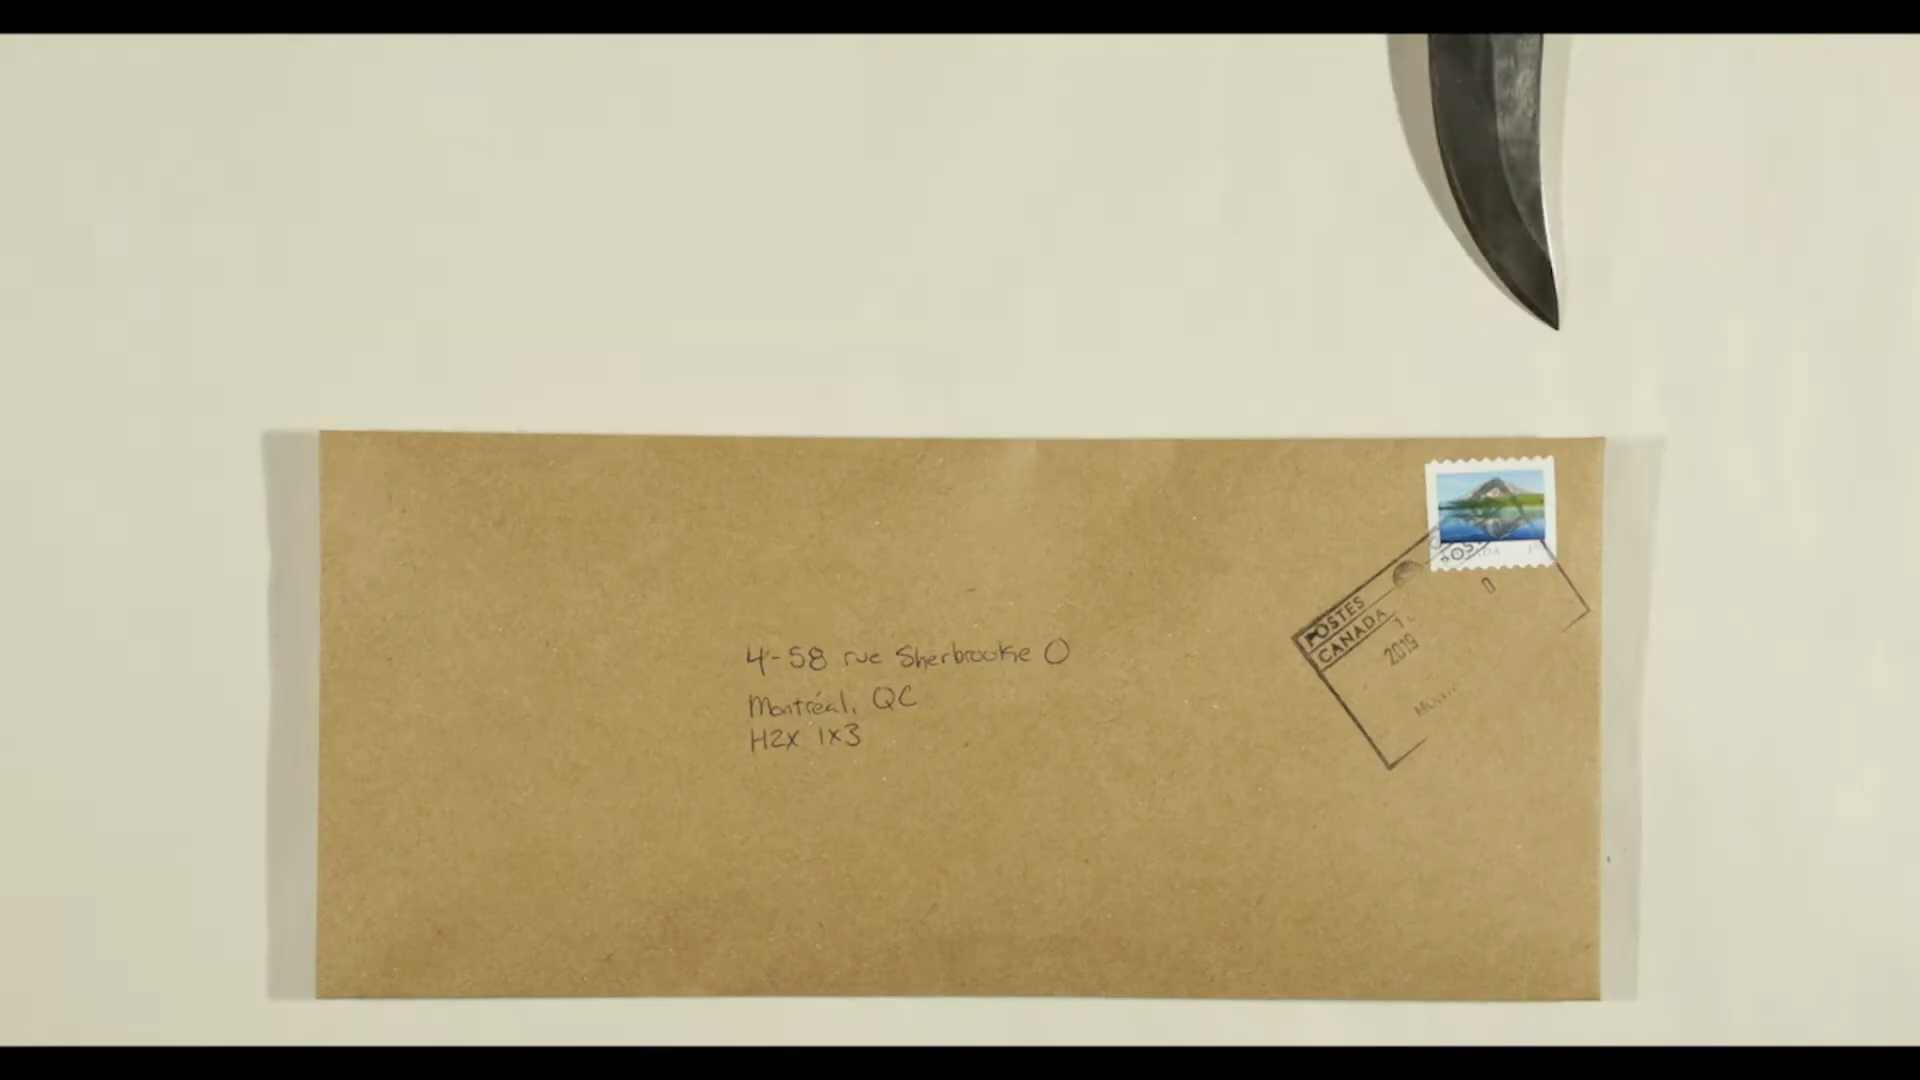 4-58 rue Sherbrooke O
Montréal, QC
H2X 1X3
POSTES
CANADA
2019